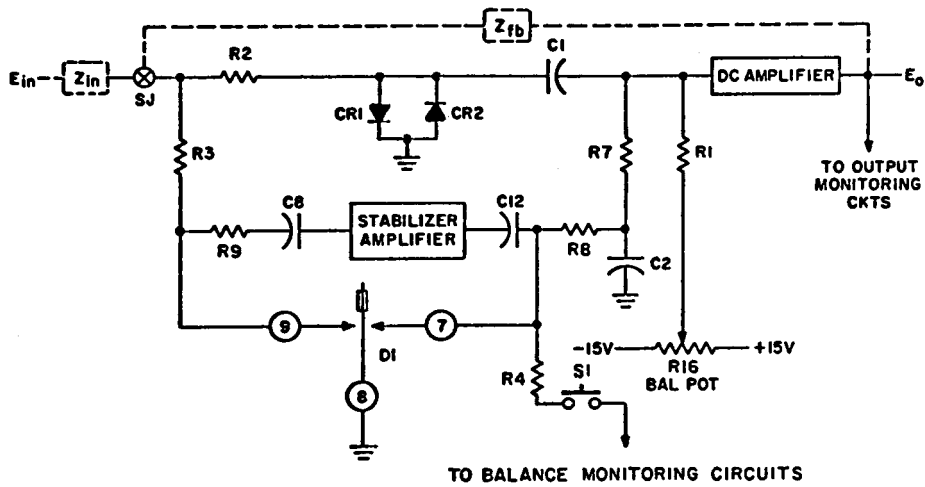 Zfb
C1
R2
Ein
Zin
SJ
DC AMPLIFIER
Eo
CR1
CR2
R3
R7
R1
TO OUTPUT
MONITORING
CKTS
C8
C12
STABILIZER
AMPLIFIER
R9
R8
C2
9
7
D1
-15V
+15V
R16
BAL POT
R4
S1
8
TO BALANCE MONITORING CIRCUITS